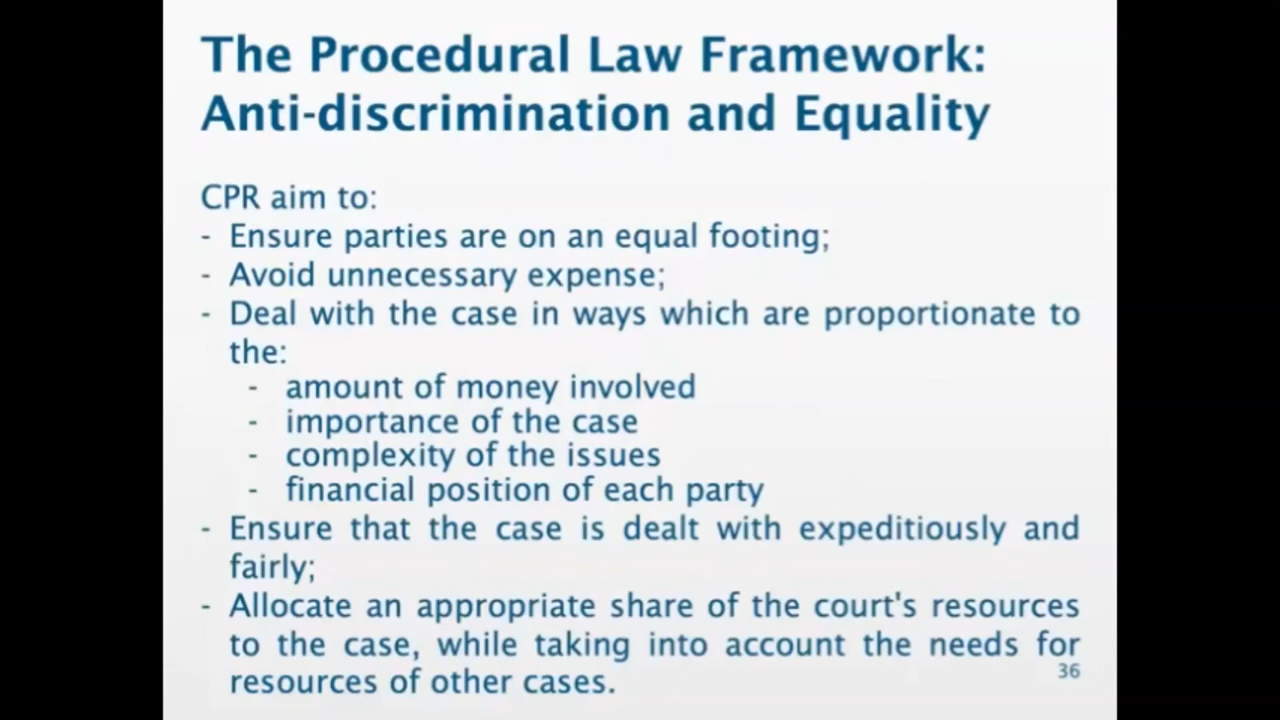 The Procedural Law Framework:
Anti-discrimination and Equality
CPR aim to:
- Ensure parties are on an equal footing;
- Avoid unnecessary expense;
- Deal with the case in ways which are proportionate to
the:
- amount of money involved
- importance of the case
- complexity of the issues
- financial position of each party
- Ensure that the case is dealt with expeditiously and
fairly;
- Allocate an appropriate share of the court's resources
to the case, while taking into account the needs for
resources of other cases.
36